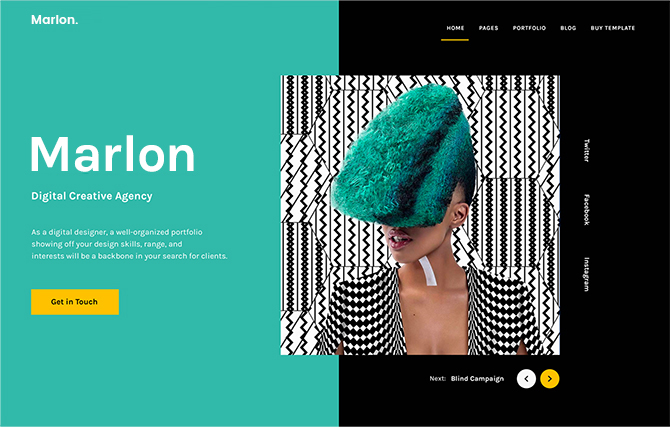 Marlon.
HOME PAGES PORTFOLIO BLOG BUY TEMPLATE
Marlon
Digital Creative Agency
As a digital designer, a well-organized portfolio
showing off your design skills, range, and
interests will be a backbone in your search for clients.
Get in Touch
Twitter
Facebook
Instagram
Next: Blind Campaign